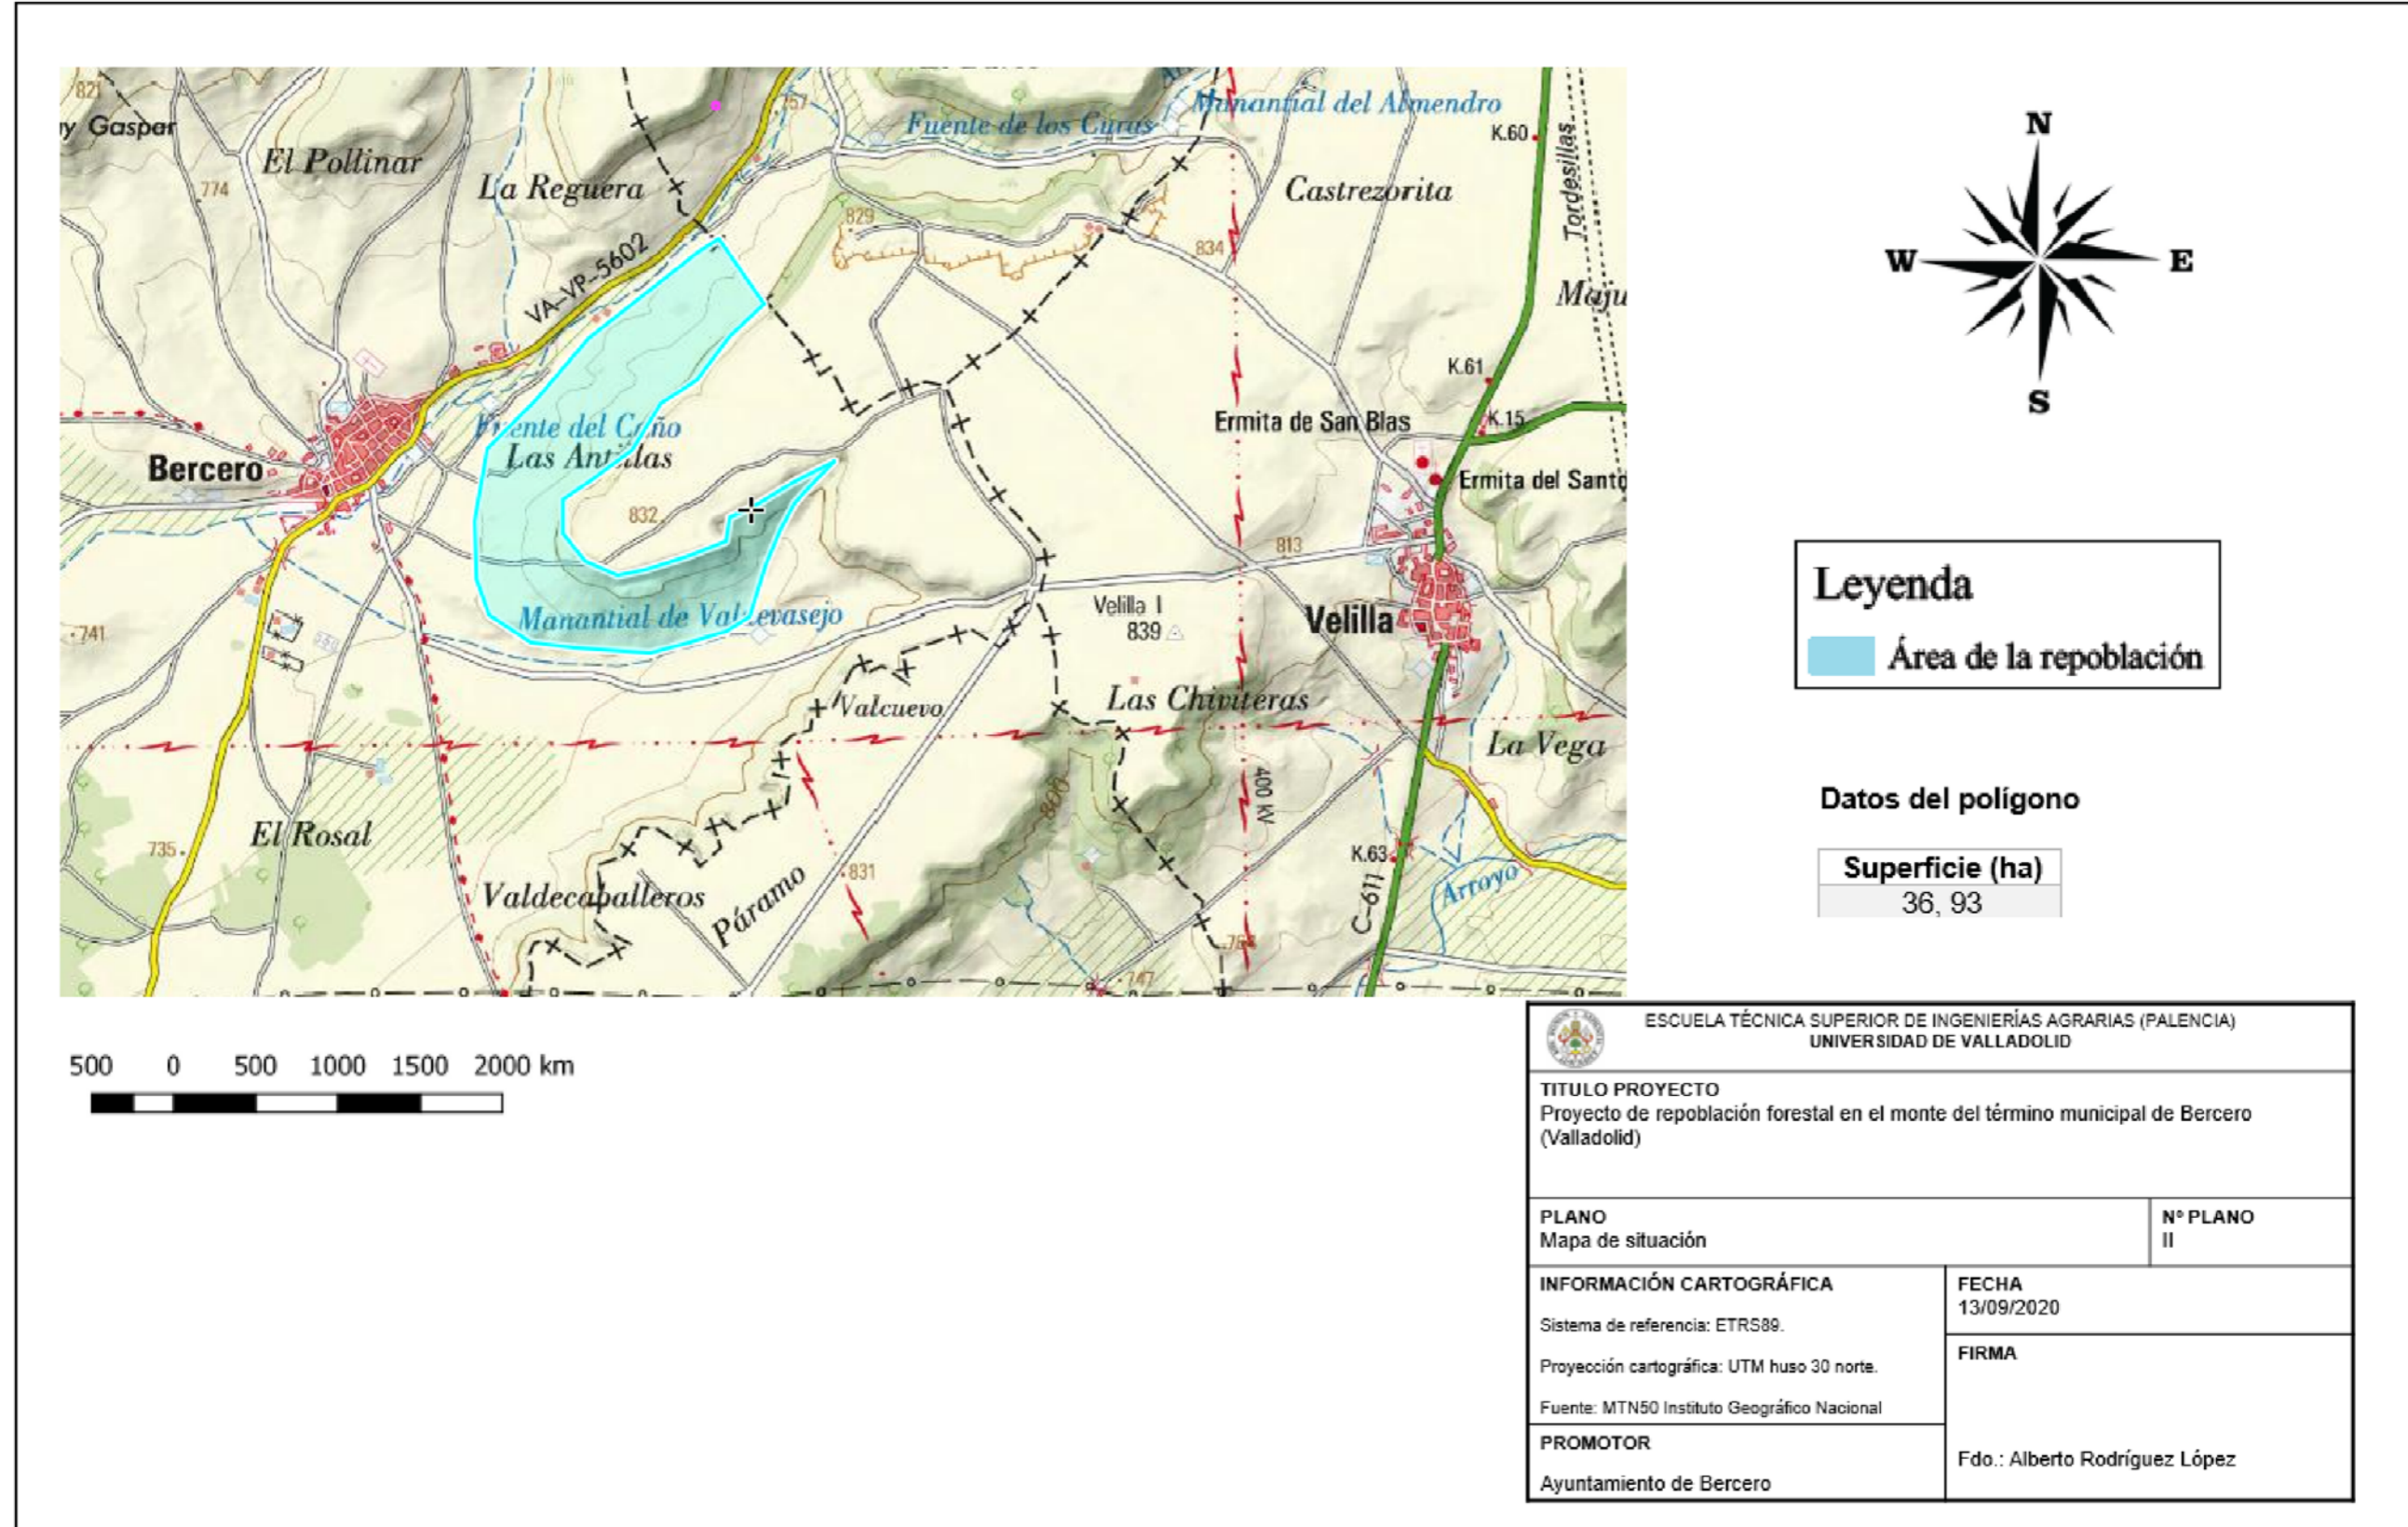 821
757
y Gaspar
El Pollinar
La Reguera
774
Fuente de los Curas
Manantial del Almendro
K.60
Tordesillas
Castrezorita
829
834
VA-VP-5602
Maju
K.61
K.15
Ermita de San Blas
Ermita del Santo
Fuente del Caño
Las Antillas
Bercero
832
813
Manantial de Valdevasejo
Velilla I
839
Velilla
741
Valcuevo
Las Chiviteras
La Vega
400 KV
800
El Rosal
735
831
K.63
C-611
Arroyo
Valdecaballeros
Páramo
747
N
W
E
S
Leyenda
Área de la repoblación
Datos del polígono
Superficie (ha)
36, 93
500 0 500 1000 1500 2000 km
ESCUELA TÉCNICA SUPERIOR DE INGENIERÍAS AGRARIAS (PALENCIA)
UNIVERSIDAD DE VALLADOLID
TITULO PROYECTO
Proyecto de repoblación forestal en el monte del término municipal de Bercero
(Valladolid)
PLANO
Mapa de situación
Nº PLANO
II
INFORMACIÓN CARTOGRÁFICA
Sistema de referencia: ETRS89.
Proyección cartográfica: UTM huso 30 norte.
Fuente: MTN50 Instituto Geográfico Nacional
FECHA
13/09/2020
FIRMA
Fdo.: Alberto Rodríguez López
PROMOTOR
Ayuntamiento de Bercero